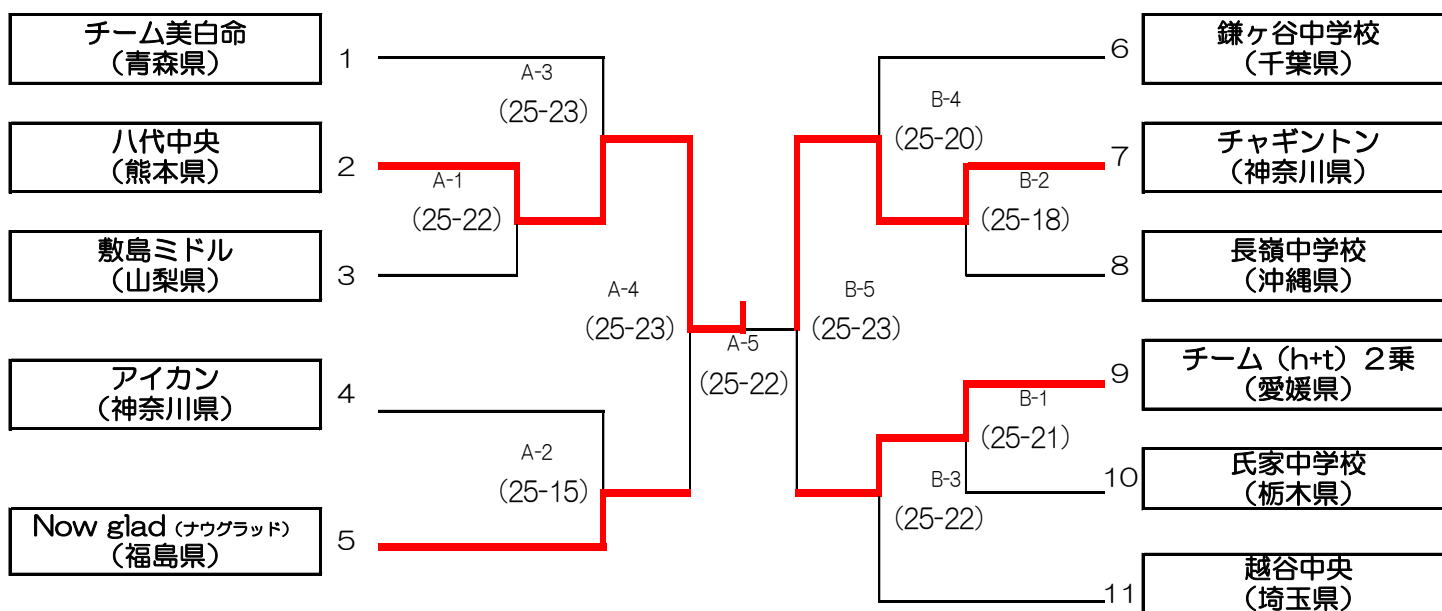 チーム美白命
（青森県）
1
八代中央
（熊本県）
2
敷島ミドル
（山梨県）
3
アイカン
（神奈川県）
4
Now glad（ナウグラッド）
（福島県）
5
A-3
（25-23）
A-1
（25-22）
A-4
（25-23）
A-2
（25-15）
A-5
（25-22）
B-4
（25-20）
B-2
（25-18）
B-5
（25-23）
B-1
（25-21）
B-3
（25-22）
6
鎌ヶ谷中学校
（千葉県）
7
チャギントン
（神奈川県）
8
長嶺中学校
（沖縄県）
9
チーム（h+t）２乗
（愛媛県）
10
氏家中学校
（栃木県）
11
越谷中央
（埼玉県）